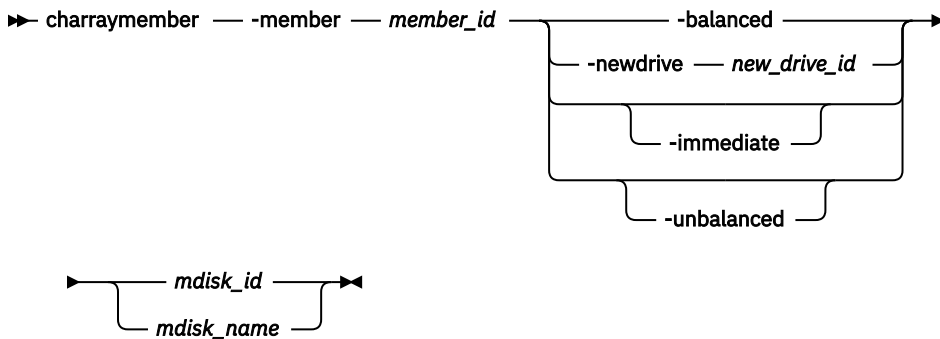 charraymember -member member_id -balanced
-newdrive new_drive_id
-immediate
-unbalanced
mdisk_id
mdisk_name